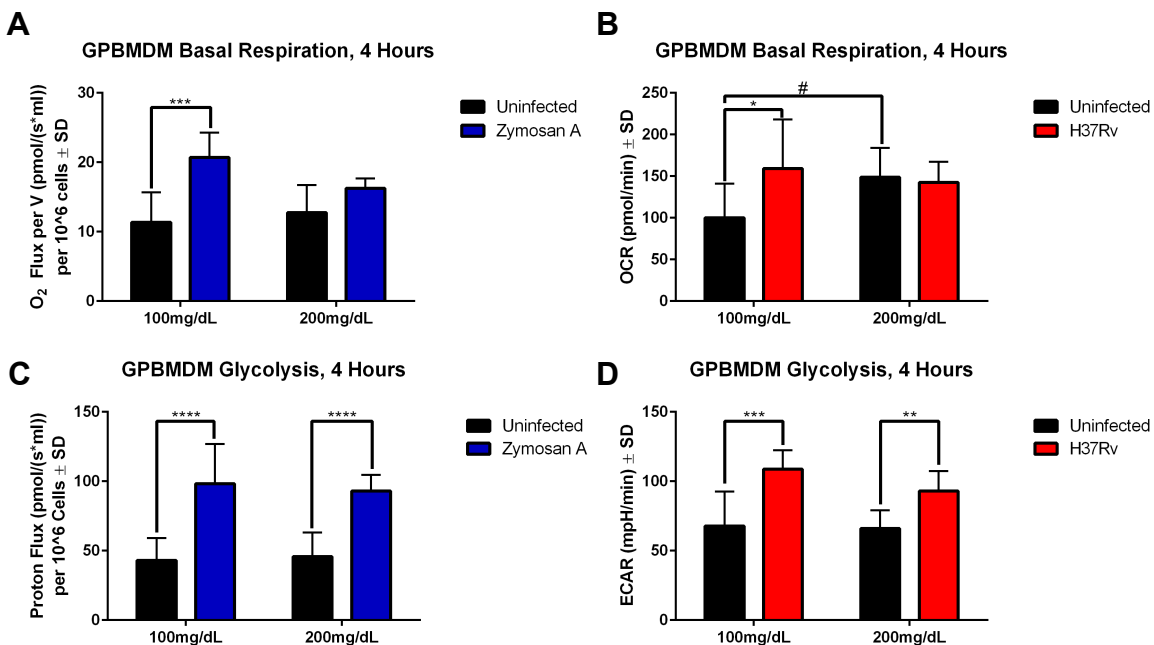 A
GPBMDM Basal Respiration, 4 Hours
O2 Flux per V (pmol/(s*ml))
per 10^6 cells ± SD
30
20
10
0
***
100mg/dL
200mg/dL
Uninfected
Zymosan A
B
GPBMDM Basal Respiration, 4 Hours
OCR (pmol/min) ± SD
250
200
150
100
50
0
*
#
100mg/dL
200mg/dL
Uninfected
H37Rv
C
GPBMDM Glycolysis, 4 Hours
Proton Flux (pmol/(s*ml))
per 10^6 Cells ± SD
150
100
50
0
****
****
100mg/dL
200mg/dL
Uninfected
Zymosan A
D
GPBMDM Glycolysis, 4 Hours
ECAR (mpH/min) ± SD
150
100
50
0
***
**
100mg/dL
200mg/dL
Uninfected
H37Rv